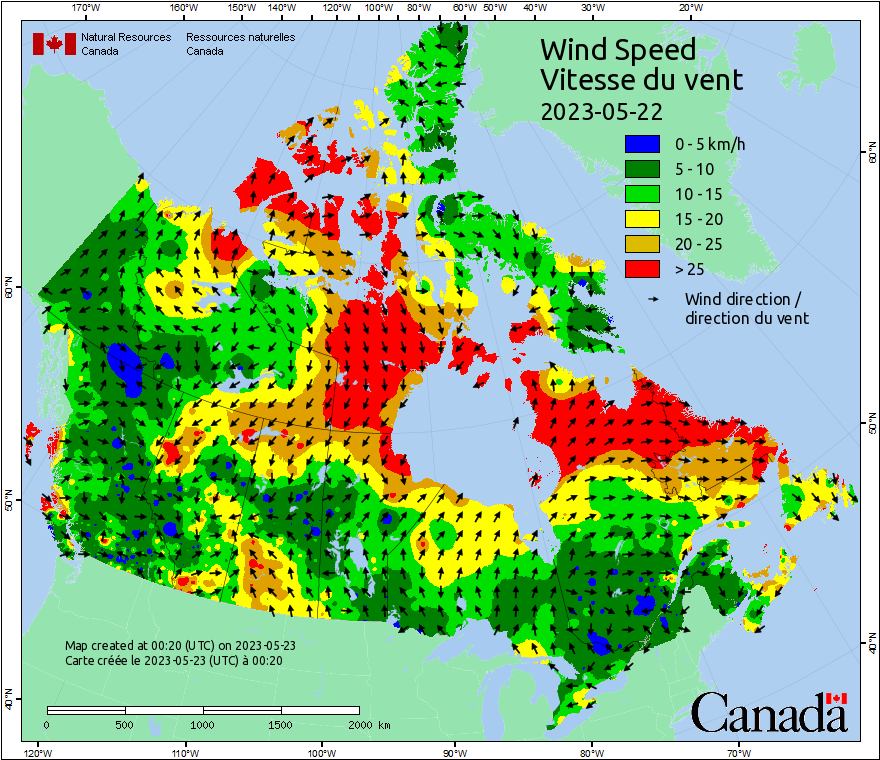 170°W 160°W 150°W 140°W 120°W 100°W 80°W 60°W 50°W 40°W 30°W 20°W
Natural Resources Ressources naturelles
Canada Canada
Wind Speed
Vitesse du vent
2023-05-22
0 - 5 km/h
5 - 10
10 - 15
15 - 20
20 - 25
> 25
Wind direction /
direction du vent
60°N
60°N
50°N
50°N
40°N
40°N
Map created at 00:20 (UTC) on 2023-05-23
Carte créée le 2023-05-23 (UTC) à 00:20
0 500 1000 1500 2000 km
Canada
120°W 110°W 100°W 90°W 80°W 70°W